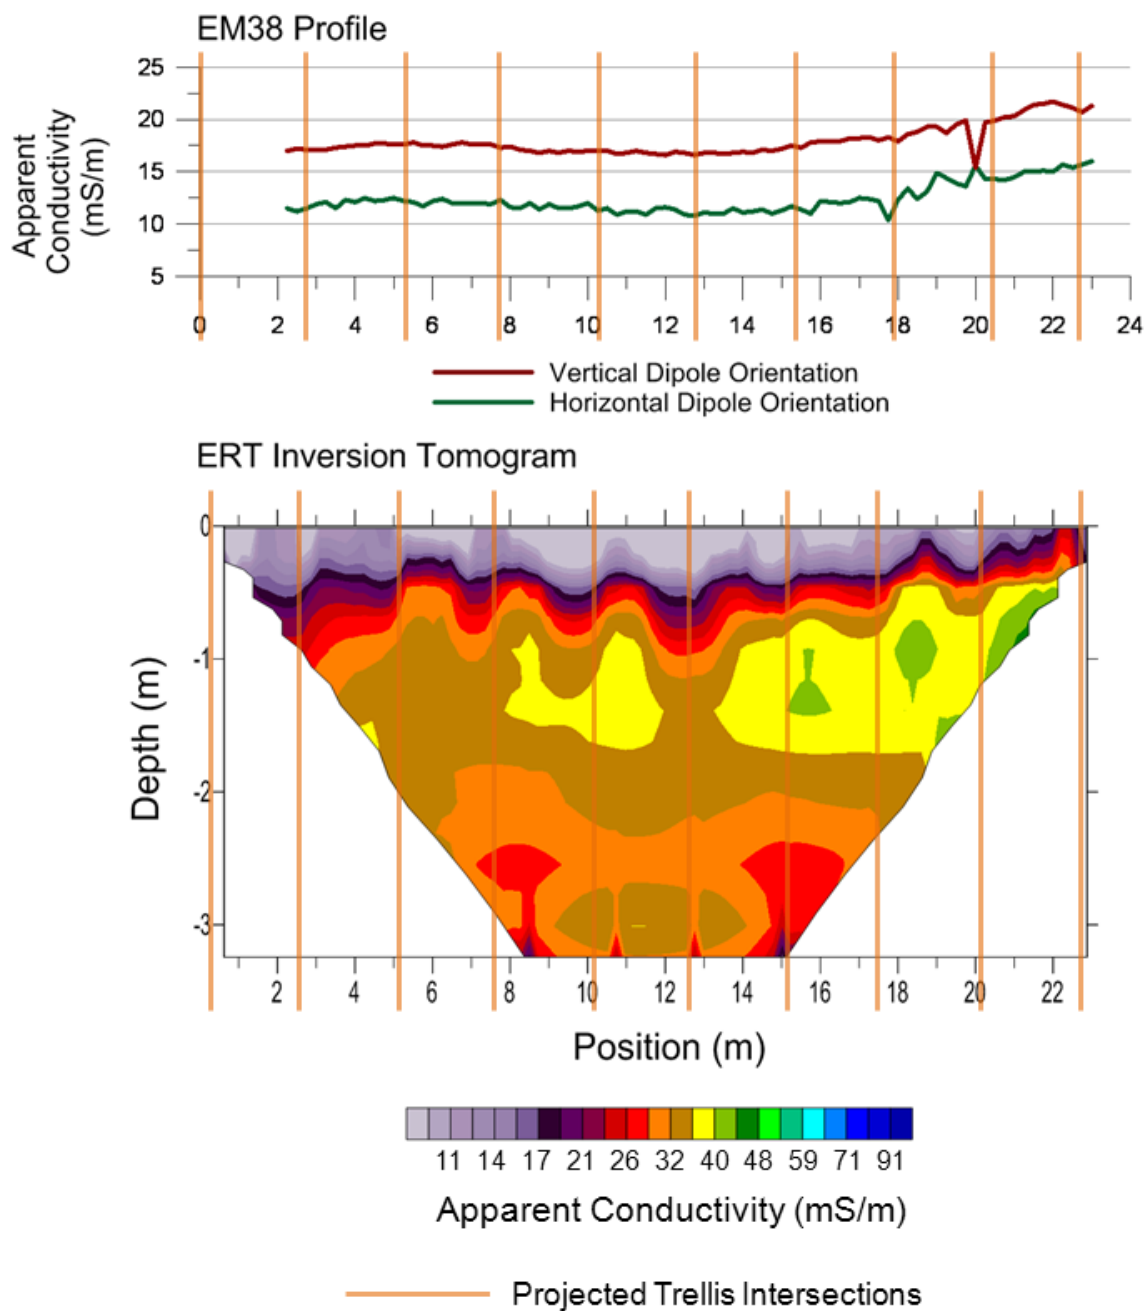 EM38 Profile
25
20
15
10
5
Apparent
Conductivity
(mS/m)
0 2 4 6 8 10 12 14 16 18 20 22 24
Vertical Dipole Orientation
Horizontal Dipole Orientation
ERT Inversion Tomogram
0
-1
-2
-3
Depth (m)
2 4 6 8 10 12 14 16 18 20 22
Position (m)
11 14 17 21 26 32 40 48 59 71 91
Apparent Conductivity (mS/m)
Projected Trellis Intersections